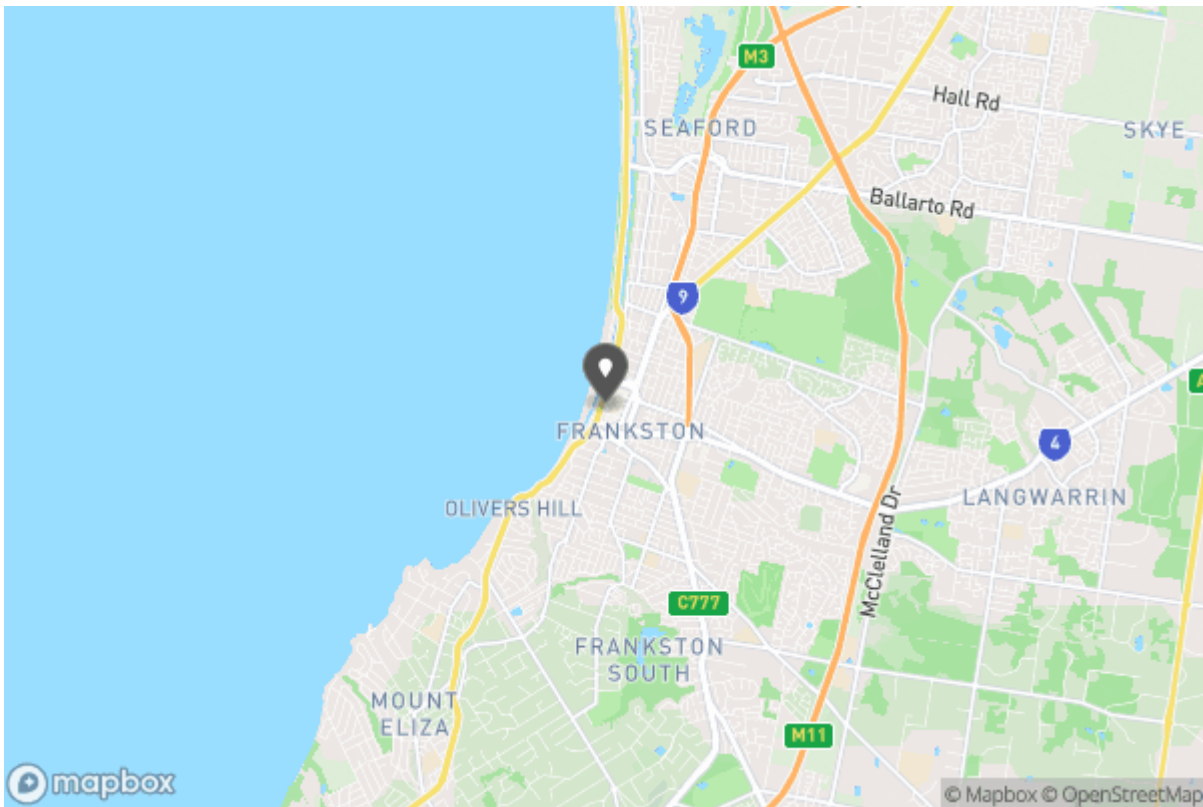 M3
Hall Rd
SEAFORD
SKYE
Ballarto Rd
9
A
FRANKSTON
4
LANGWARRIN
OLIVERS HILL
McClelland Dr
C777
FRANKSTON
SOUTH
MOUNT
ELIZA
M11
mapbox
© Mapbox © OpenStreetMap